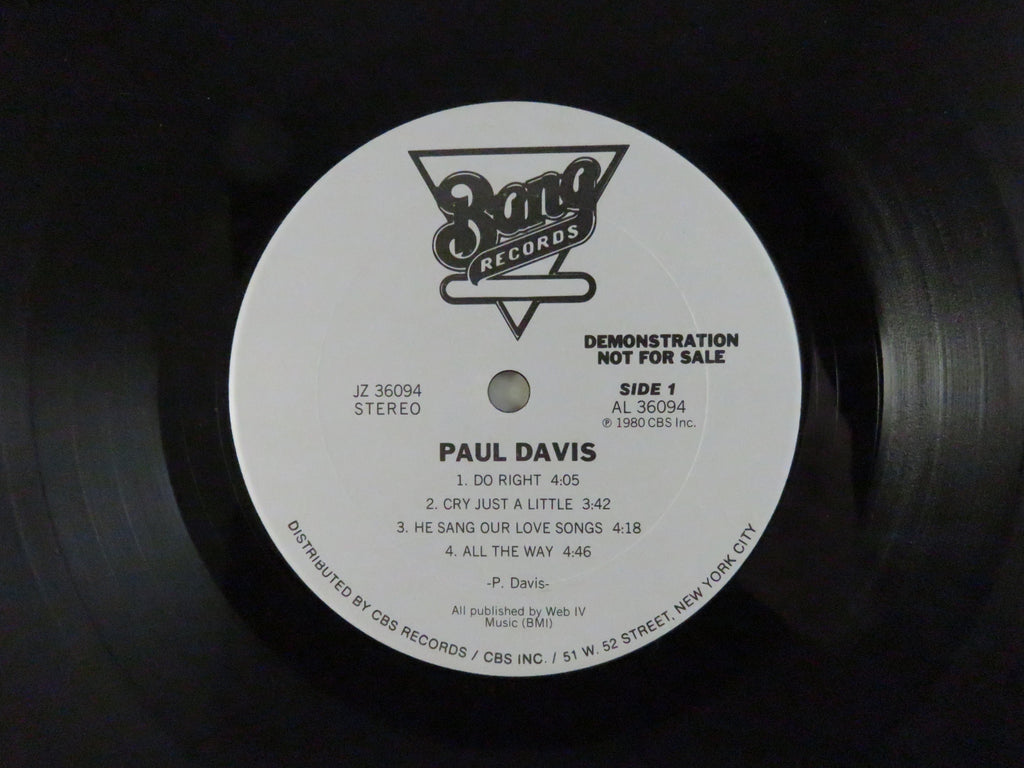 Bang
RECORDS
DEMONSTRATION
NOT FOR SALE
JZ 36094
STEREO
SIDE 1
AL 36094
℗ 1980 CBS Inc.
PAUL DAVIS
1. DO RIGHT 4:05
2. CRY JUST A LITTLE 3:42
3. HE SANG OUR LOVE SONGS 4:18
4. ALL THE WAY 4:46
-P. Davis-
All published by Web IV
Music (BMI)
DISTRIBUTED BY CBS RECORDS / CBS INC. / 51 W. 52 STREET, NEW YORK CITY